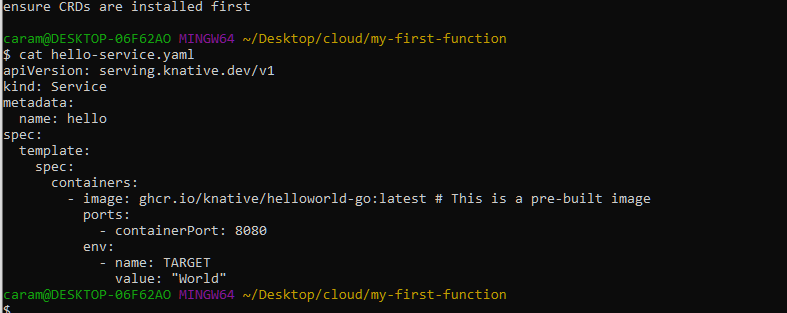 ensure CRDs are installed first
caram@DESKTOP-06F62AO MINGW64 ~/Desktop/cloud/my-first-function
$ cat hello-service.yaml
apiVersion: serving.knative.dev/v1
kind: Service
metadata:
  name: hello
spec:
  template:
    spec:
      containers:
        - image: ghcr.io/knative/helloworld-go:latest # This is a pre-built image
          ports:
            - containerPort: 8080
          env:
            - name: TARGET
              value: "World"
caram@DESKTOP-06F62AO MINGW64 ~/Desktop/cloud/my-first-function
$